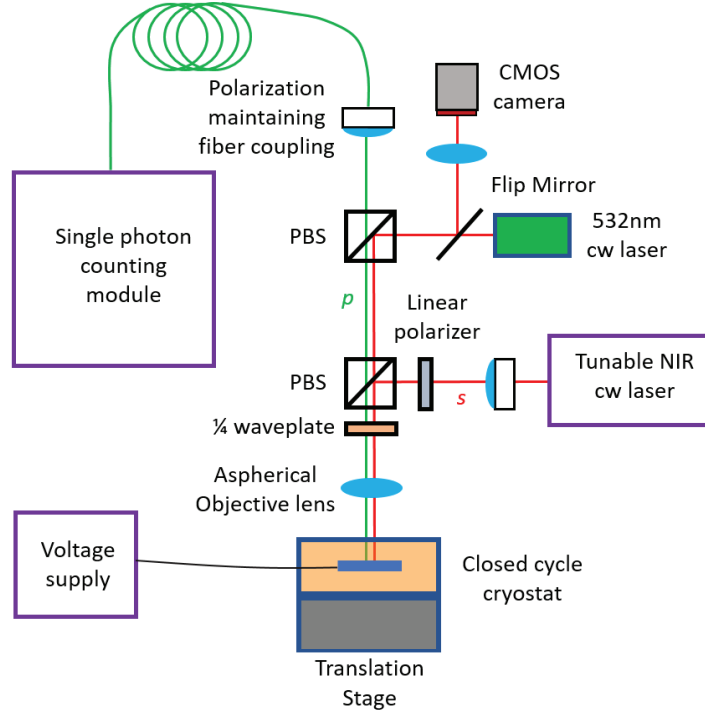 Polarization
maintaining
fiber coupling
CMOS
camera
Flip Mirror
532nm
cw laser
Single photon
counting
module
PBS
p
Linear
polarizer
PBS
s
Tunable NIR
cw laser
¼ waveplate
Aspherical
Objective lens
Voltage
supply
Closed cycle
cryostat
Translation
Stage